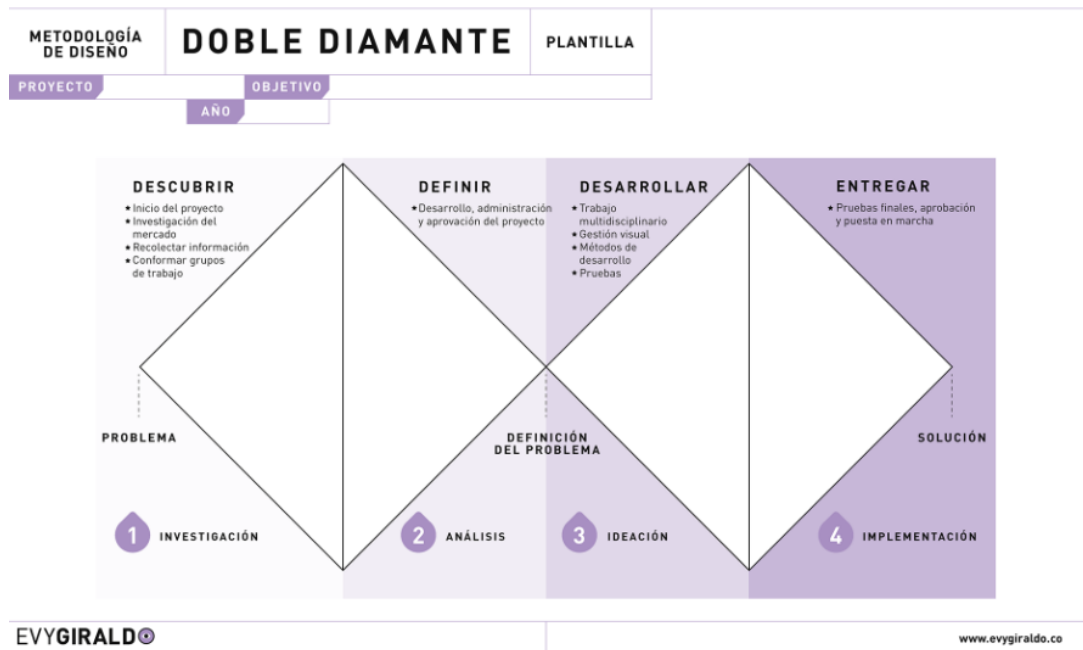 METODOLOGÍA
DE DISEÑO
DOBLE DIAMANTE
PLANTILLA
PROYECTO
OBJETIVO
AÑO
DESCUBRIR
★ Inicio del proyecto
★ Investigación del
mercado
★ Recolectar información
★ Conformar grupos
de trabajo
DEFINIR
★ Desarrollo, administración
y aprovación del proyecto
DESARROLLAR
★ Trabajo
multidisciplinario
★ Gestión visual
★ Métodos de
desarrollo
★ Pruebas
ENTREGAR
★ Pruebas finales, aprobación
y puesta en marcha
PROBLEMA
DEFINICIÓN
DEL PROBLEMA
SOLUCIÓN
1 INVESTIGACIÓN
2 ANÁLISIS
3 IDEACIÓN
4 IMPLEMENTACIÓN
EVYGIRALDO
www.evygiraldo.co